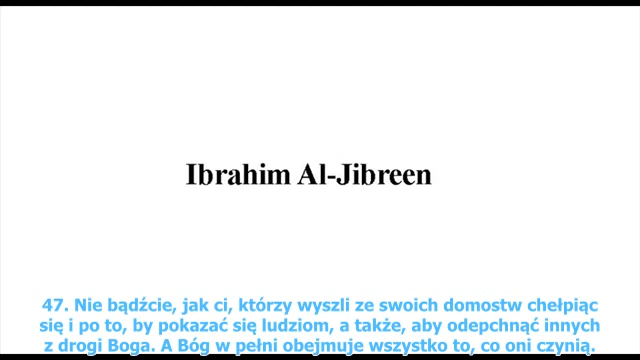 Ibrahim Al-Jibreen
47. Nie bądźcie, jak ci, którzy wyszli ze swoich domostw chełpiąc
się i po to, by pokazać się ludziom, a także, aby odepchnąć innych
z drogi Boga. A Bóg w pełni obejmuje wszystko to, co oni czynią.